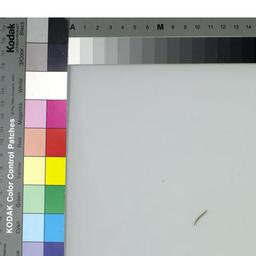 A 1 2 3 4 5 6 M 8 9 10 11 12 13 14
Kodak
3/Color Black
White
Magenta
Red
Yellow
Green
Cyan
Blue
KODAK Color Control Patches